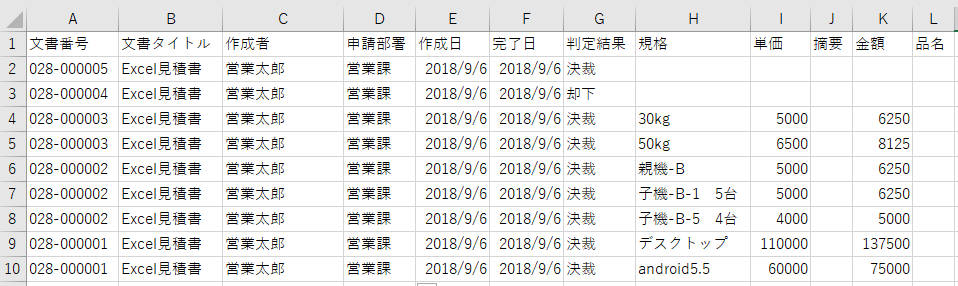 A B C D E F G H I J K L
1 文書番号 文書タイトル 作成者 申請部署 作成日 完了日 判定結果 規格 単価 摘要 金額 品名
2 028-000005 Excel見積書 営業太郎 営業課 2018/9/6 2018/9/6 決裁
3 028-000004 Excel見積書 営業太郎 営業課 2018/9/6 2018/9/6 却下
4 028-000003 Excel見積書 営業太郎 営業課 2018/9/6 2018/9/6 決裁 30kg 5000 6250
5 028-000003 Excel見積書 営業太郎 営業課 2018/9/6 2018/9/6 決裁 50kg 6500 8125
6 028-000002 Excel見積書 営業太郎 営業課 2018/9/6 2018/9/6 決裁 親機-B 5000 6250
7 028-000002 Excel見積書 営業太郎 営業課 2018/9/6 2018/9/6 決裁 子機-B-1　5台 5000 6250
8 028-000002 Excel見積書 営業太郎 営業課 2018/9/6 2018/9/6 決裁 子機-B-5　4台 4000 5000
9 028-000001 Excel見積書 営業太郎 営業課 2018/9/6 2018/9/6 決裁 デスクトップ 110000 137500
10 028-000001 Excel見積書 営業太郎 営業課 2018/9/6 2018/9/6 決裁 android5.5 60000 75000